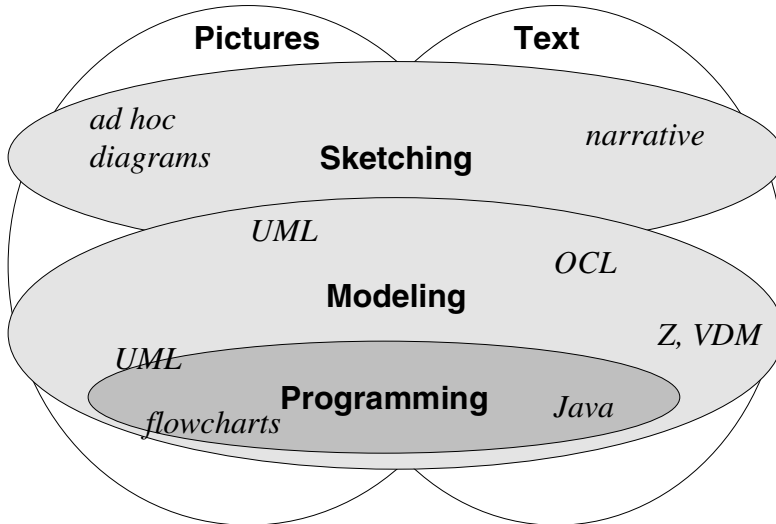 Pictures Text
ad hoc
diagrams
narrative
Sketching
UML
OCL
Modeling
Z, VDM
UML
Programming
Java
flowcharts